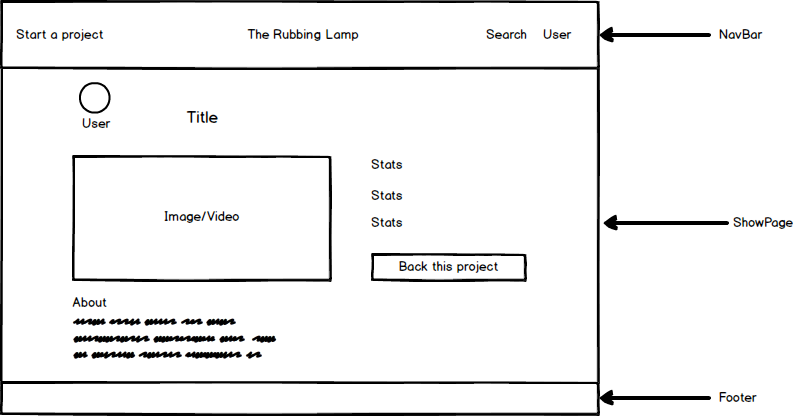 Start a project
The Rubbing Lamp
Search
User
NavBar
User
Title
Image/Video
Stats
Stats
Stats
ShowPage
Back this project
About
Footer